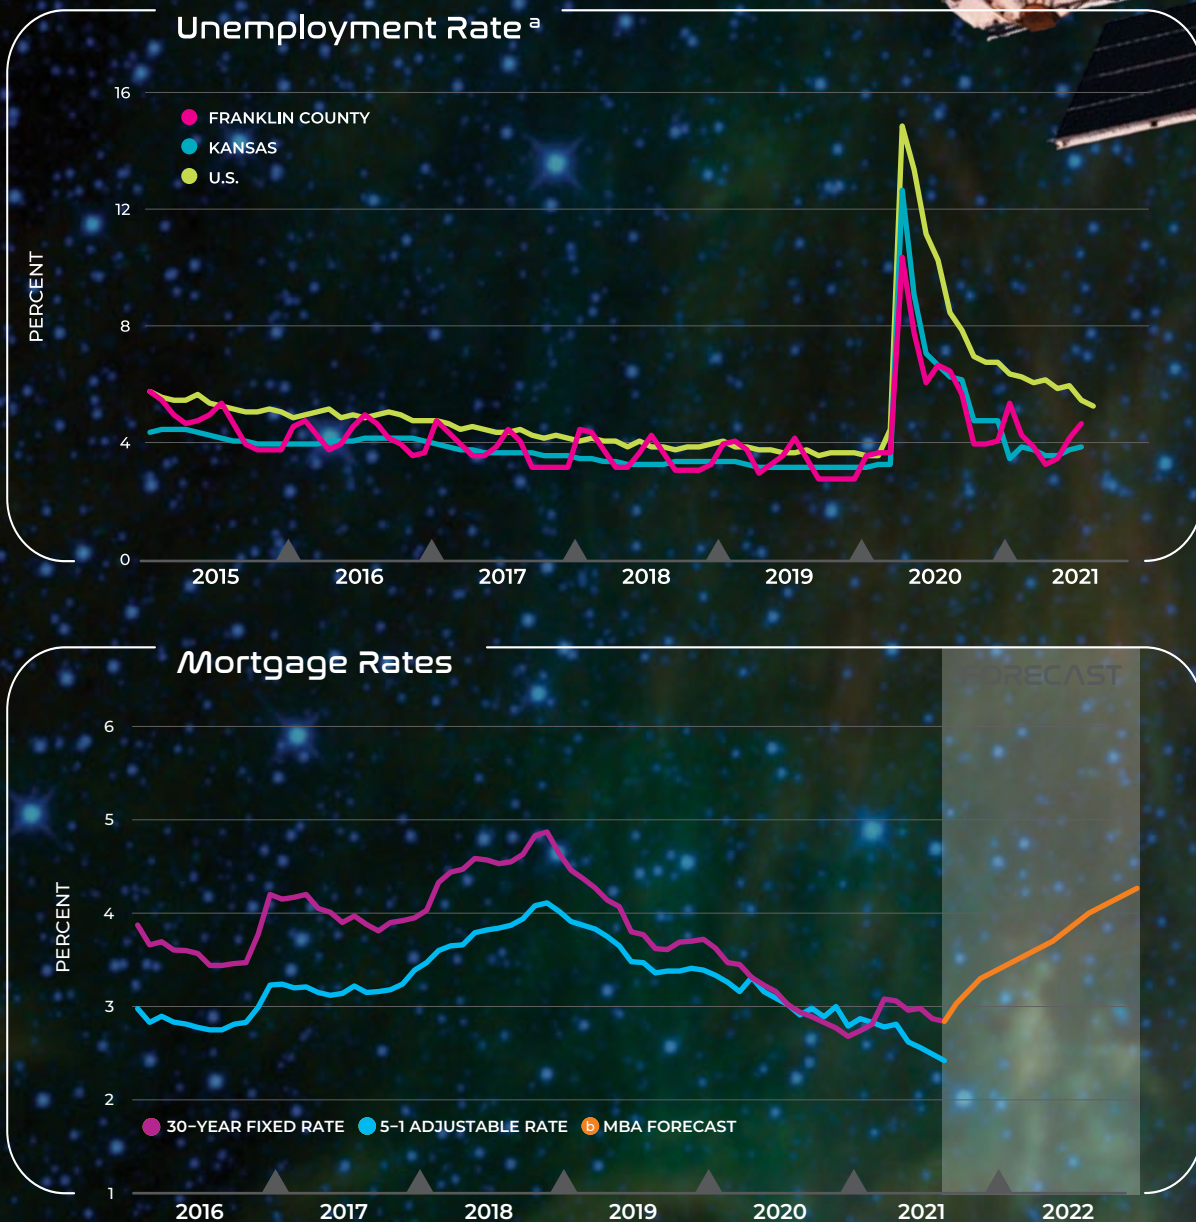 Unemployment Rate a
16
FRANKLIN COUNTY
KANSAS
U.S.
12
PERCENT
8
4
0
2015 2016 2017 2018 2019 2020 2021
Mortgage Rates
FORECAST
6
5
4
PERCENT
3
2
30-YEAR FIXED RATE 5-1 ADJUSTABLE RATE b MBA FORECAST
1
2016 2017 2018 2019 2020 2021 2022